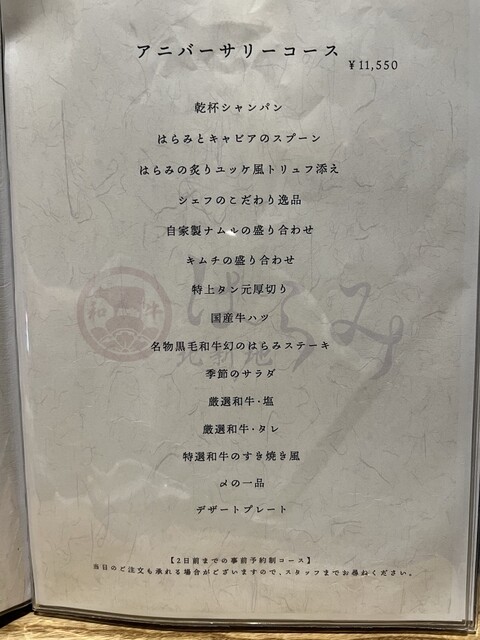 アニバーサリーコース
¥11,550
乾杯シャンパン
はらみとキャビアのスプーン
はらみの炙りユッケ風トリュフ添え
シェフのこだわり逸品
自家製ナムルの盛り合わせ
キムチの盛り合わせ
特上タン元厚切り
国産牛ハツ
名物黒毛和牛幻のはらみステーキ
季節のサラダ
厳選和牛・塩
厳選和牛・タレ
特選和牛のすき焼き風
〆の一品
デザートプレート
和牛
はらみ
北新地
【2日前までの事前予約制コース】
当日のご注文も承れる場合がございますので、スタッフまでお尋ねください。